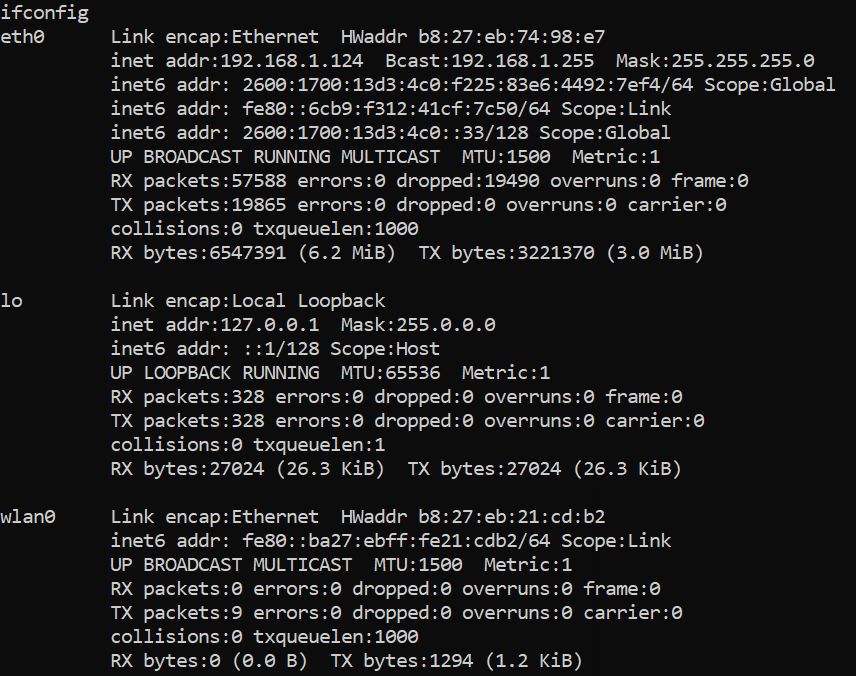 ifconfig
eth0      Link encap:Ethernet  HWaddr b8:27:eb:74:98:e7
          inet addr:192.168.1.124  Bcast:192.168.1.255  Mask:255.255.255.0
          inet6 addr: 2600:1700:13d3:4c0:f225:83e6:4492:7ef4/64 Scope:Global
          inet6 addr: fe80::6cb9:f312:41cf:7c50/64 Scope:Link
          inet6 addr: 2600:1700:13d3:4c0::33/128 Scope:Global
          UP BROADCAST RUNNING MULTICAST  MTU:1500  Metric:1
          RX packets:57588 errors:0 dropped:19490 overruns:0 frame:0
          TX packets:19865 errors:0 dropped:0 overruns:0 carrier:0
          collisions:0 txqueuelen:1000
          RX bytes:6547391 (6.2 MiB)  TX bytes:3221370 (3.0 MiB)

lo        Link encap:Local Loopback
          inet addr:127.0.0.1  Mask:255.0.0.0
          inet6 addr: ::1/128 Scope:Host
          UP LOOPBACK RUNNING  MTU:65536  Metric:1
          RX packets:328 errors:0 dropped:0 overruns:0 frame:0
          TX packets:328 errors:0 dropped:0 overruns:0 carrier:0
          collisions:0 txqueuelen:1
          RX bytes:27024 (26.3 KiB)  TX bytes:27024 (26.3 KiB)

wlan0     Link encap:Ethernet  HWaddr b8:27:eb:21:cd:b2
          inet6 addr: fe80::ba27:ebff:fe21:cdb2/64 Scope:Link
          UP BROADCAST MULTICAST  MTU:1500  Metric:1
          RX packets:0 errors:0 dropped:0 overruns:0 frame:0
          TX packets:9 errors:0 dropped:0 overruns:0 carrier:0
          collisions:0 txqueuelen:1000
          RX bytes:0 (0.0 B)  TX bytes:1294 (1.2 KiB)